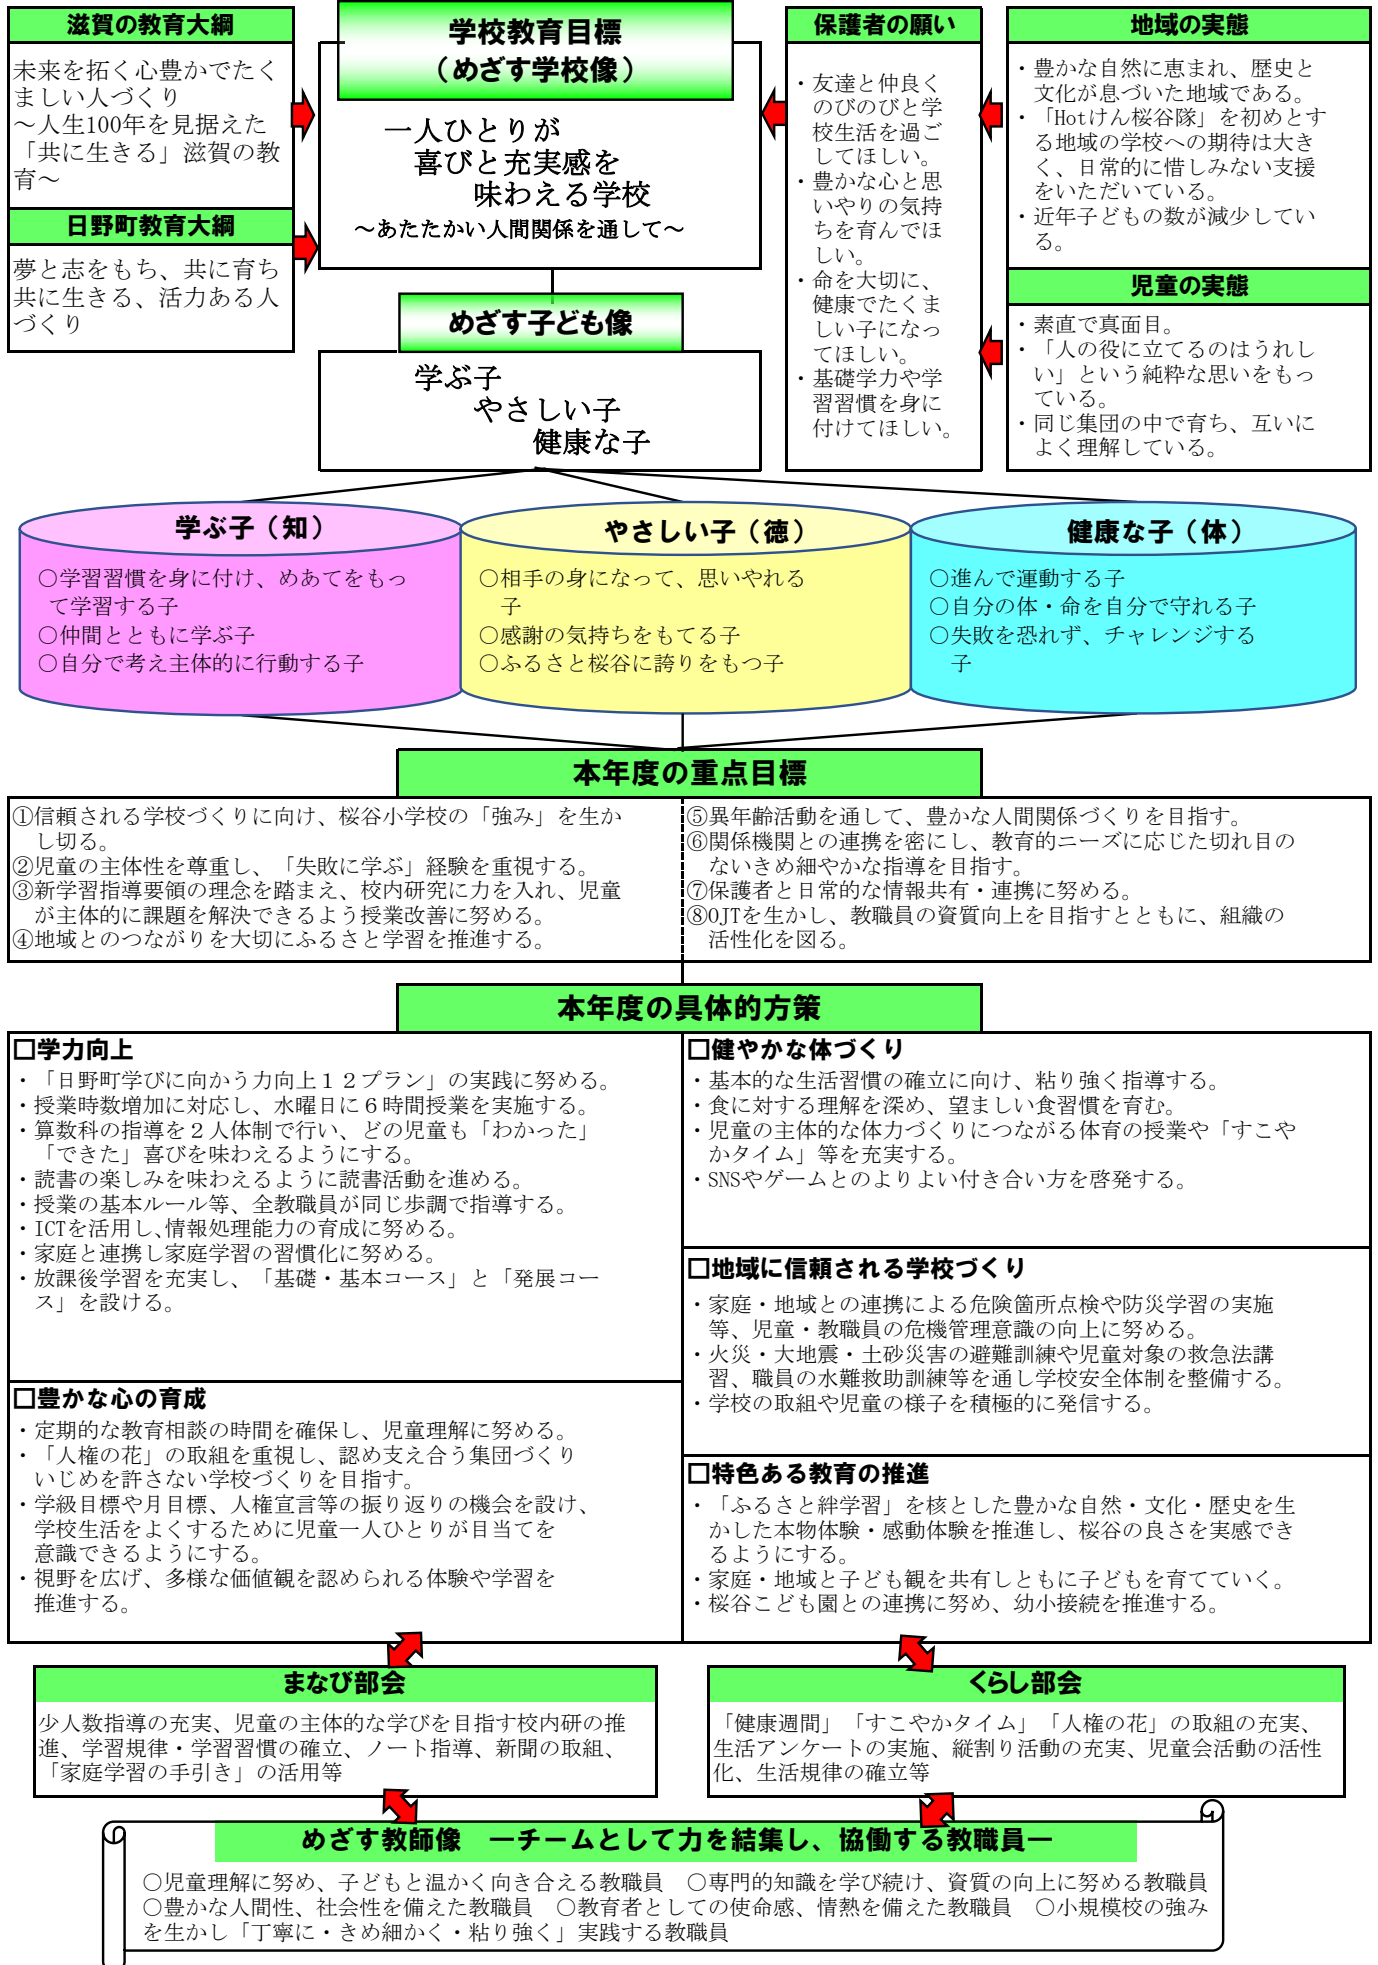 滋賀の教育大綱
未来を拓く心豊かでたく
ましい人づくり
～人生100年を見据えた
「共に生きる」滋賀の教
育～
日野町教育大綱
夢と志をもち、共に育ち
共に生きる、活力ある人
づくり
学校教育目標
（めざす学校像）
一人ひとりが
喜びと充実感を
味わえる学校
～あたたかい人間関係を通して～
めざす子ども像
学ぶ子
やさしい子
健康な子
保護者の願い
・友達と仲良く
のびのびと学
校生活を過ご
してほしい。
・豊かな心と思
いやりの気持
ちを育んでほ
しい。
・命を大切に、
健康でたくま
しい子になっ
てほしい。
・基礎学力や学
習習慣を身に
付けてほしい。
地域の実態
・豊かな自然に恵まれ、歴史と
文化が息づいた地域である。
・「Hotけん桜谷隊」を初めとす
る地域の学校への期待は大き
く、日常的に惜しみない支援
をいただいている。
・近年子どもの数が減少してい
る。
児童の実態
・素直で真面目。
・「人の役に立てるのはうれし
い」という純粋な思いをもっ
ている。
・同じ集団の中で育ち、互いに
よく理解している。
学ぶ子（知）
○学習習慣を身に付け、めあてをもっ
て学習する子
○仲間とともに学ぶ子
○自分で考え主体的に行動する子
やさしい子（徳）
○相手の身になって、思いやれる
子
○感謝の気持ちをもてる子
○ふるさと桜谷に誇りをもつ子
健康な子（体）
○進んで運動する子
○自分の体・命を自分で守れる子
○失敗を恐れず、チャレンジする
子
本年度の重点目標
①信頼される学校づくりに向け、桜谷小学校の「強み」を生か
し切る。
②児童の主体性を尊重し、「失敗に学ぶ」経験を重視する。
③新学習指導要領の理念を踏まえ、校内研究に力を入れ、児童
が主体的に課題を解決できるよう授業改善に努める。
④地域とのつながりを大切にふるさと学習を推進する。
⑤異年齢活動を通して、豊かな人間関係づくりを目指す。
⑥関係機関との連携を密にし、教育的ニーズに応じた切れ目の
ないきめ細やかな指導を目指す。
⑦保護者と日常的な情報共有・連携に努める。
⑧OJTを生かし、教職員の資質向上を目指すとともに、組織の
活性化を図る。
本年度の具体的方策
□学力向上
・「日野町学びに向かう力向上１２プラン」の実践に努める。
・授業時数増加に対応し、水曜日に６時間授業を実施する。
・算数科の指導を２人体制で行い、どの児童も「わかった」
「できた」喜びを味わえるようにする。
・読書の楽しみを味わえるように読書活動を進める。
・授業の基本ルール等、全教職員が同じ歩調で指導する。
・ICTを活用し、情報処理能力の育成に努める。
・家庭と連携し家庭学習の習慣化に努める。
・放課後学習を充実し、「基礎・基本コース」と「発展コー
ス」を設ける。
□豊かな心の育成
・定期的な教育相談の時間を確保し、児童理解に努める。
・「人権の花」の取組を重視し、認め支え合う集団づくり
いじめを許さない学校づくりを目指す。
・学級目標や月目標、人権宣言等の振り返りの機会を設け、
学校生活をよくするために児童一人ひとりが目当てを
意識できるようにする。
・視野を広げ、多様な価値観を認められる体験や学習を
推進する。
□健やかな体づくり
・基本的な生活習慣の確立に向け、粘り強く指導する。
・食に対する理解を深め、望ましい食習慣を育む。
・児童の主体的な体力づくりにつながる体育の授業や「すこや
かタイム」等を充実する。
・SNSやゲームとのよりよい付き合い方を啓発する。
□地域に信頼される学校づくり
・家庭・地域との連携による危険箇所点検や防災学習の実施
等、児童・教職員の危機管理意識の向上に努める。
・火災・大地震・土砂災害の避難訓練や児童対象の救急法講
習、職員の水難救助訓練等を通し学校安全体制を整備する。
・学校の取組や児童の様子を積極的に発信する。
□特色ある教育の推進
・「ふるさと絆学習」を核とした豊かな自然・文化・歴史を生
かした本物体験・感動体験を推進し、桜谷の良さを実感でき
るようにする。
・家庭・地域と子ども観を共有しともに子どもを育てていく。
・桜谷こども園との連携に努め、幼小接続を推進する。
まなび部会
少人数指導の充実、児童の主体的な学びを目指す校内研の推
進、学習規律・学習習慣の確立、ノート指導、新聞の取組、
「家庭学習の手引き」の活用等
くらし部会
「健康週間」「すこやかタイム」「人権の花」の取組の充実、
生活アンケートの実施、縦割り活動の充実、児童会活動の活性
化、生活規律の確立等
めざす教師像　―チームとして力を結集し、協働する教職員―
○児童理解に努め、子どもと温かく向き合える教職員　○専門的知識を学び続け、資質の向上に努める教職員
○豊かな人間性、社会性を備えた教職員　○教育者としての使命感、情熱を備えた教職員　○小規模校の強み
を生かし「丁寧に・きめ細かく・粘り強く」実践する教職員